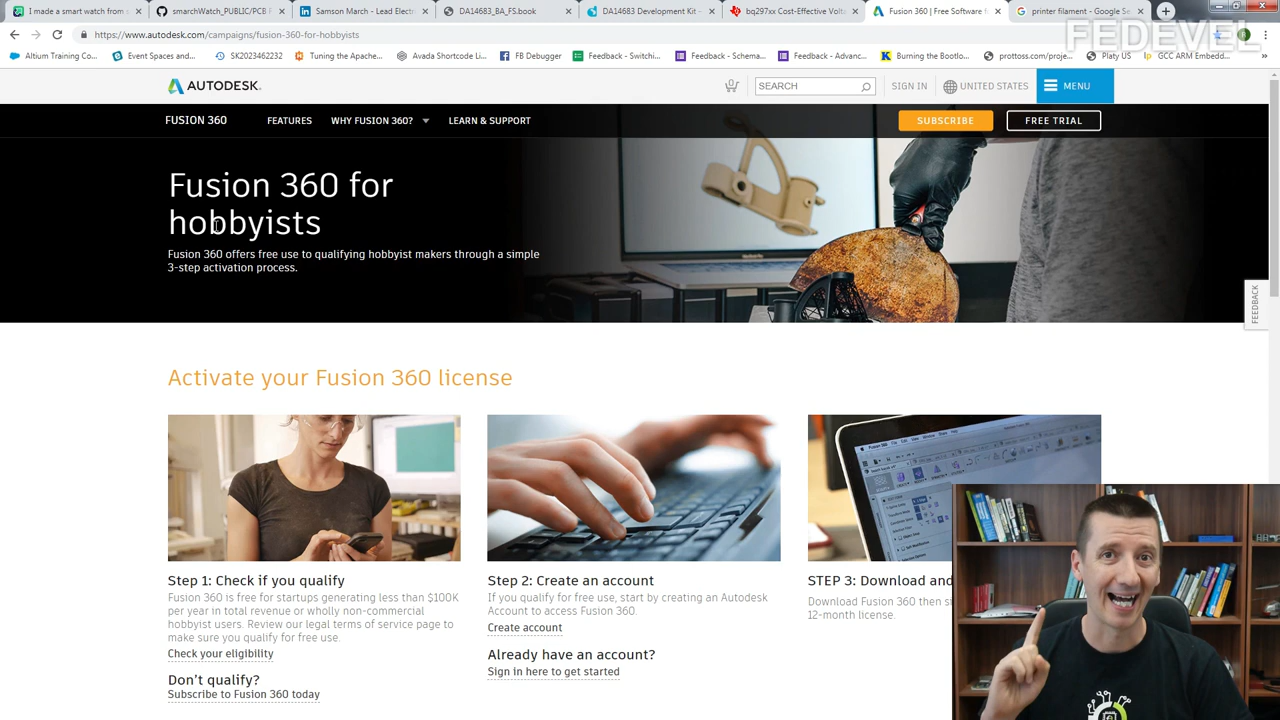 I made a smart watch from s
smarchWatch_PUBLIC/PCB F
Samson March - Lead Electr
DA14683_BA_FS.book
DA14683 Development Kit –
bq297xx Cost-Effective Volta
Fusion 360 | Free Software f
printer filament - Google Se
FEDEVEL
https://www.autodesk.com/campaigns/fusion-360-for-hobbyists
Altium Training Co...
Event Spaces and...
SK2023462232
Tuning the Apache...
Avada Schortcodes L...
FB Debugger
Feedback - Switchi...
Feedback - Schema...
Feedback - Advanc...
Burning the Bootlo...
prottoss.com/proje...
Platy US
GCC ARM Embedd...
AUTODESK.
SEARCH
SIGN IN
UNITED STATES
MENU
FUSION 360
FEATURES
WHY FUSION 360?
LEARN & SUPPORT
SUBSCRIBE
FREE TRIAL
Fusion 360 for
hobbyists
Fusion 360 offers free use to qualifying hobbyist makers through a simple
3-step activation process.
FEEDBACK
Activate your Fusion 360 license
Step 1: Check if you qualify
Fusion 360 is free for startups generating less than $100K
per year in total revenue or wholly non-commercial
hobbyist users. Review our legal terms of service page to
make sure you qualify for free use.
Check your eligibility
Don't qualify?
Subscribe to Fusion 360 today
Step 2: Create an account
If you qualify for free use, start by creating an Autodesk
Account to access Fusion 360.
Create account
Already have an account?
Sign in here to get started
STEP 3: Download and
Download Fusion 360 then si
12-month license.